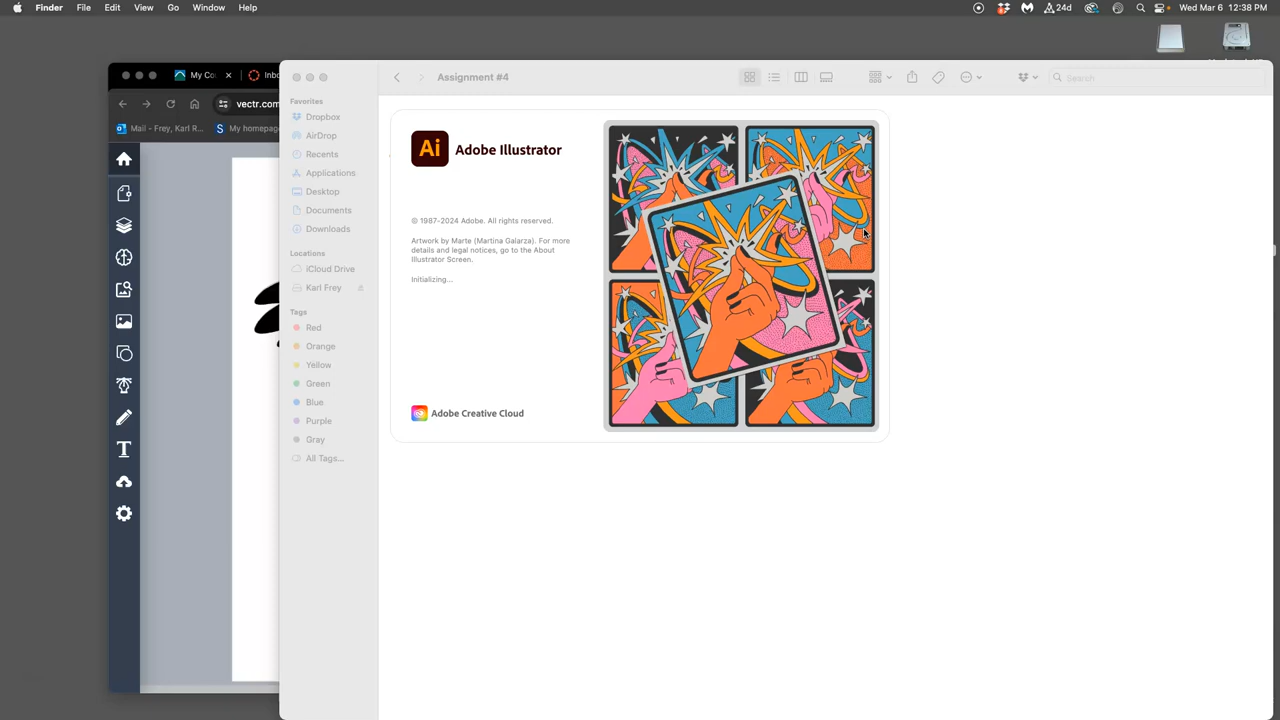 Finder File Edit View Go Window Help
24d
Wed Mar 6 12:38 PM
My Co
Inbo
vectr.com
Mail - Frey, Karl R...
My homepag
Assignment #4
Search
Favorites
Dropbox
AirDrop
Recents
Applications
Desktop
Documents
Downloads
Locations
iCloud Drive
Karl Frey
Tags
Red
Orange
Yellow
Green
Blue
Purple
Gray
All Tags...
Ai Adobe Illustrator
© 1987-2024 Adobe. All rights reserved.
Artwork by Marte (Martina Galarza). For more
details and legal notices, go to the About
Illustrator Screen.
Initializing...
Adobe Creative Cloud